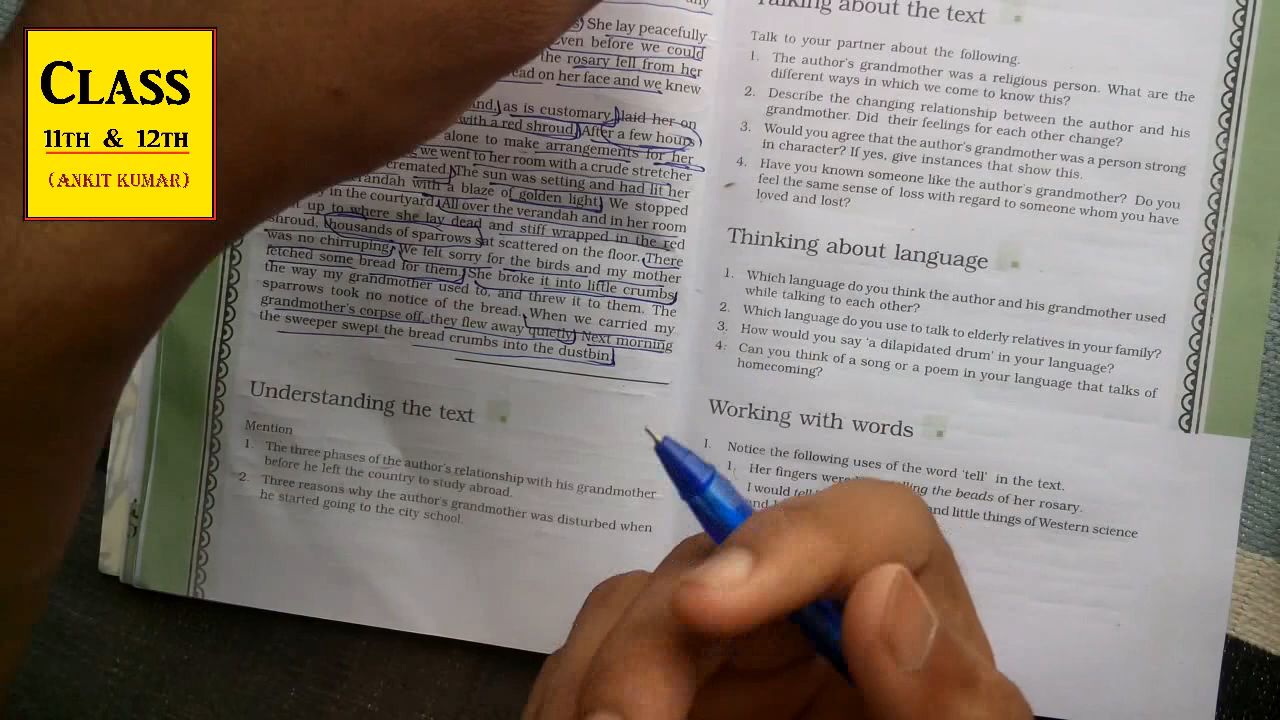 CLASS
11TH & 12TH
(ANKIT KUMAR)
any
She lay peacefully
Even before we could
the rosary fell from her
on her face and we knew
as is customary, laid her on
with a red shroud. After a few hours
alone to make arrangements for her
we went to her room with a crude stretcher
cremated. The sun was setting and had lit her
verandah with a blaze of golden light. We stopped
in the courtyard. All over the verandah and in her room
up to where she lay dead and stiff wrapped in the red
shroud, thousands of sparrows sat scattered on the floor. There
was no chirruping. We felt sorry for the birds and my mother
fetched some bread for them. She broke it into little crumbs,
the way my grandmother used to, and threw it to them. The
sparrows took no notice of the bread. When we carried my
grandmother's corpse off, they flew away quietly. Next morning
the sweeper swept the bread crumbs into the dustbin.
Understanding the text
Mention
1. The three phases of the author's relationship with his grandmother
before he left the country to study abroad.
2. Three reasons why the author's grandmother was disturbed when
he started going to the city school.
Talking about the text
Talk to your partner about the following.
1. The author's grandmother was a religious person. What are the
different ways in which we come to know this?
2. Describe the changing relationship between the author and his
grandmother. Did their feelings for each other change?
3. Would you agree that the author's grandmother was a person strong
in character? If yes, give instances that show this.
4. Have you known someone like the author's grandmother? Do you
feel the same sense of loss with regard to someone whom you have
loved and lost?
Thinking about language
1. Which language do you think the author and his grandmother used
while talking to each other?
2. Which language do you use to talk to elderly relatives in your family?
3. How would you say 'a dilapidated drum' in your language?
4. Can you think of a song or a poem in your language that talks of
homecoming?
Working with words
I. Notice the following uses of the word 'tell' in the text.
1. Her fingers were the beads of her rosary.
I would tell and little things of Western science